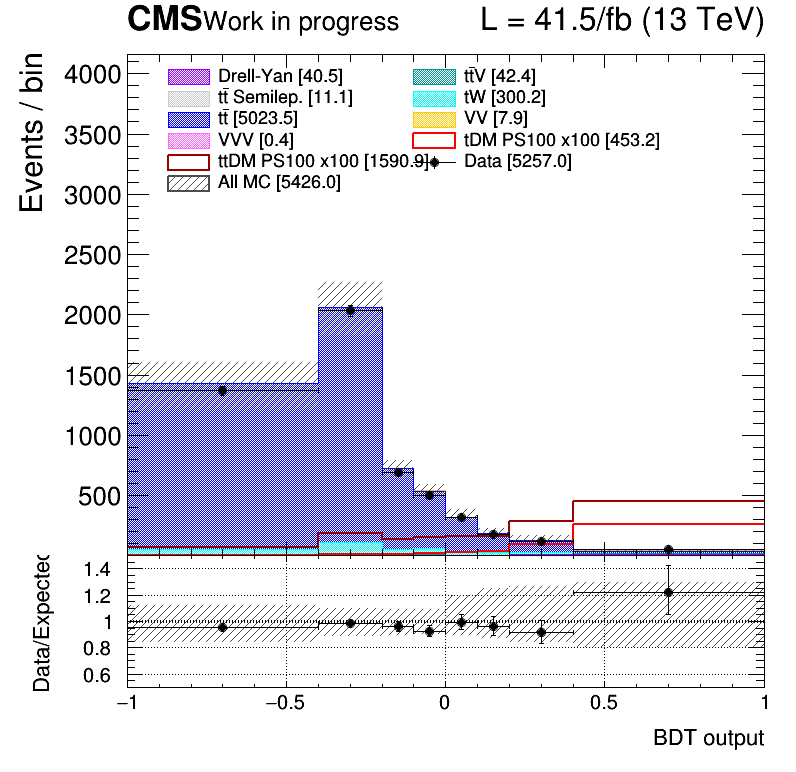 CMS Work in progress L = 41.5/fb (13 TeV)
Events / bin
4000
3500
3000
2500
2000
1500
1000
500
Drell-Yan [40.5]
tt̄V [42.4]
tt̄ Semilep. [11.1]
tW [300.2]
tt̄ [5023.5]
VV [7.9]
VVV [0.4]
tDM PS100 x100 [453.2]
ttDM PS100 x100 [1590.9]
Data [5257.0]
All MC [5426.0]
Data/Expected
1.4
1.2
1
0.8
0.6
−1 −0.5 0 0.5 1
BDT output